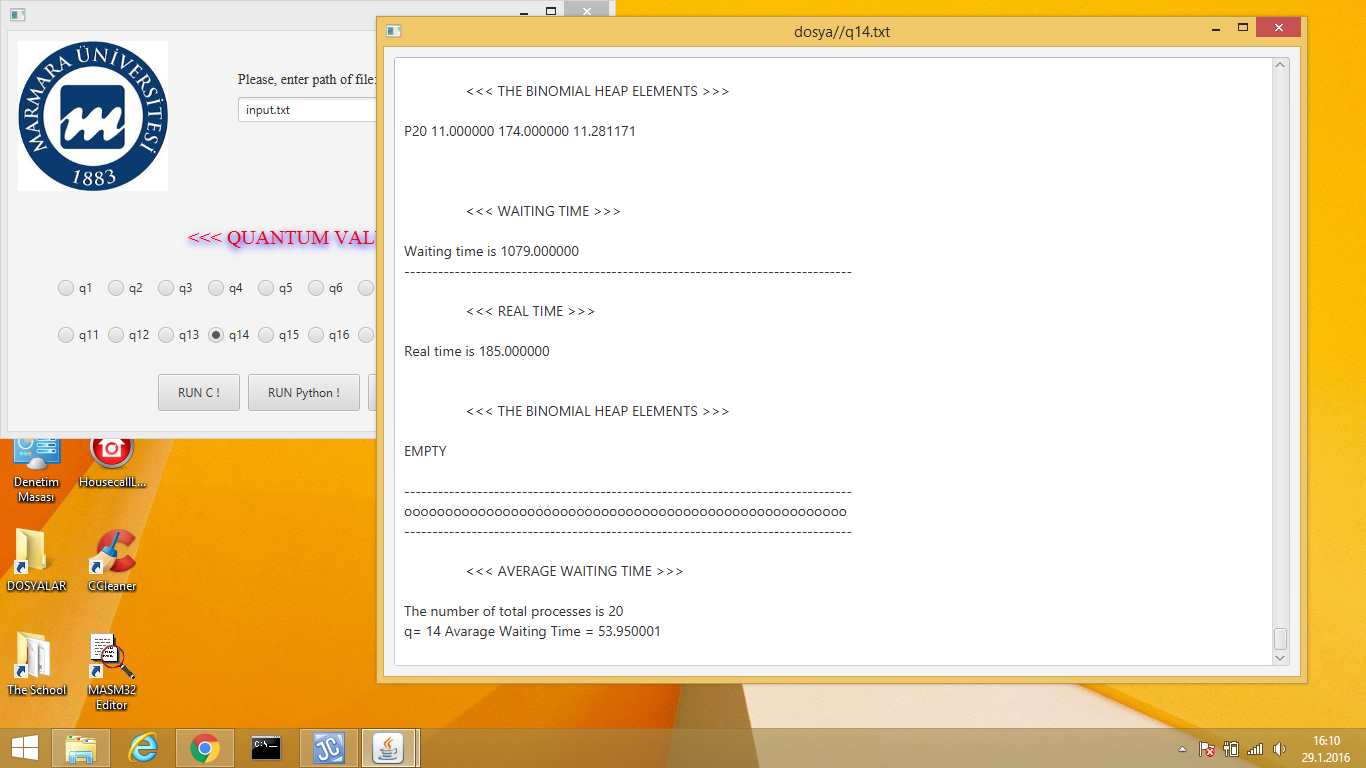 MARMARA ÜNİVERSİTESİ
1883
Please, enter path of file:
input.txt
<<< QUANTUM VALU
q1 q2 q3 q4 q5 q6
q11 q12 q13 q14 q15 q16
RUN C !
RUN Python !
dosya//q14.txt
<<< THE BINOMIAL HEAP ELEMENTS >>>
P20 11.000000 174.000000 11.281171
<<< WAITING TIME >>>
Waiting time is 1079.000000
--------------------------------------------------------------------------------
<<< REAL TIME >>>
Real time is 185.000000
<<< THE BINOMIAL HEAP ELEMENTS >>>
EMPTY
--------------------------------------------------------------------------------
oooooooooooooooooooooooooooooooooooooooooooooooooooooo
--------------------------------------------------------------------------------
<<< AVERAGE WAITING TIME >>>
The number of total processes is 20
q= 14 Avarage Waiting Time = 53.950001
Denetim Masası
HousecallL...
DOSYALAR
CCleaner
The School
MASM32 Editor
C:\
JC
16:10
29.1.2016